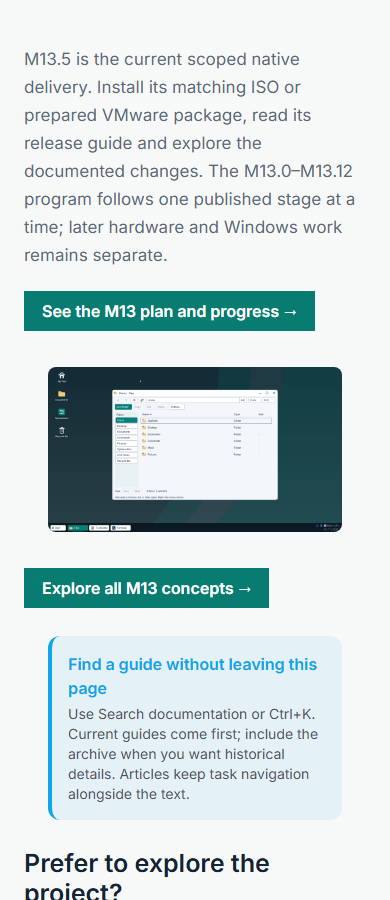 M13.5 is the current scoped native
delivery. Install its matching ISO or
prepared VMware package, read its
release guide and explore the
documented changes. The M13.0–M13.12
program follows one published stage at a
time; later hardware and Windows work
remains separate.
See the M13 plan and progress →
Explore all M13 concepts →
Find a guide without leaving this
page
Use Search documentation or Ctrl+K.
Current guides come first; include the
archive when you want historical
details. Articles keep task navigation
alongside the text.
Prefer to explore the
project?